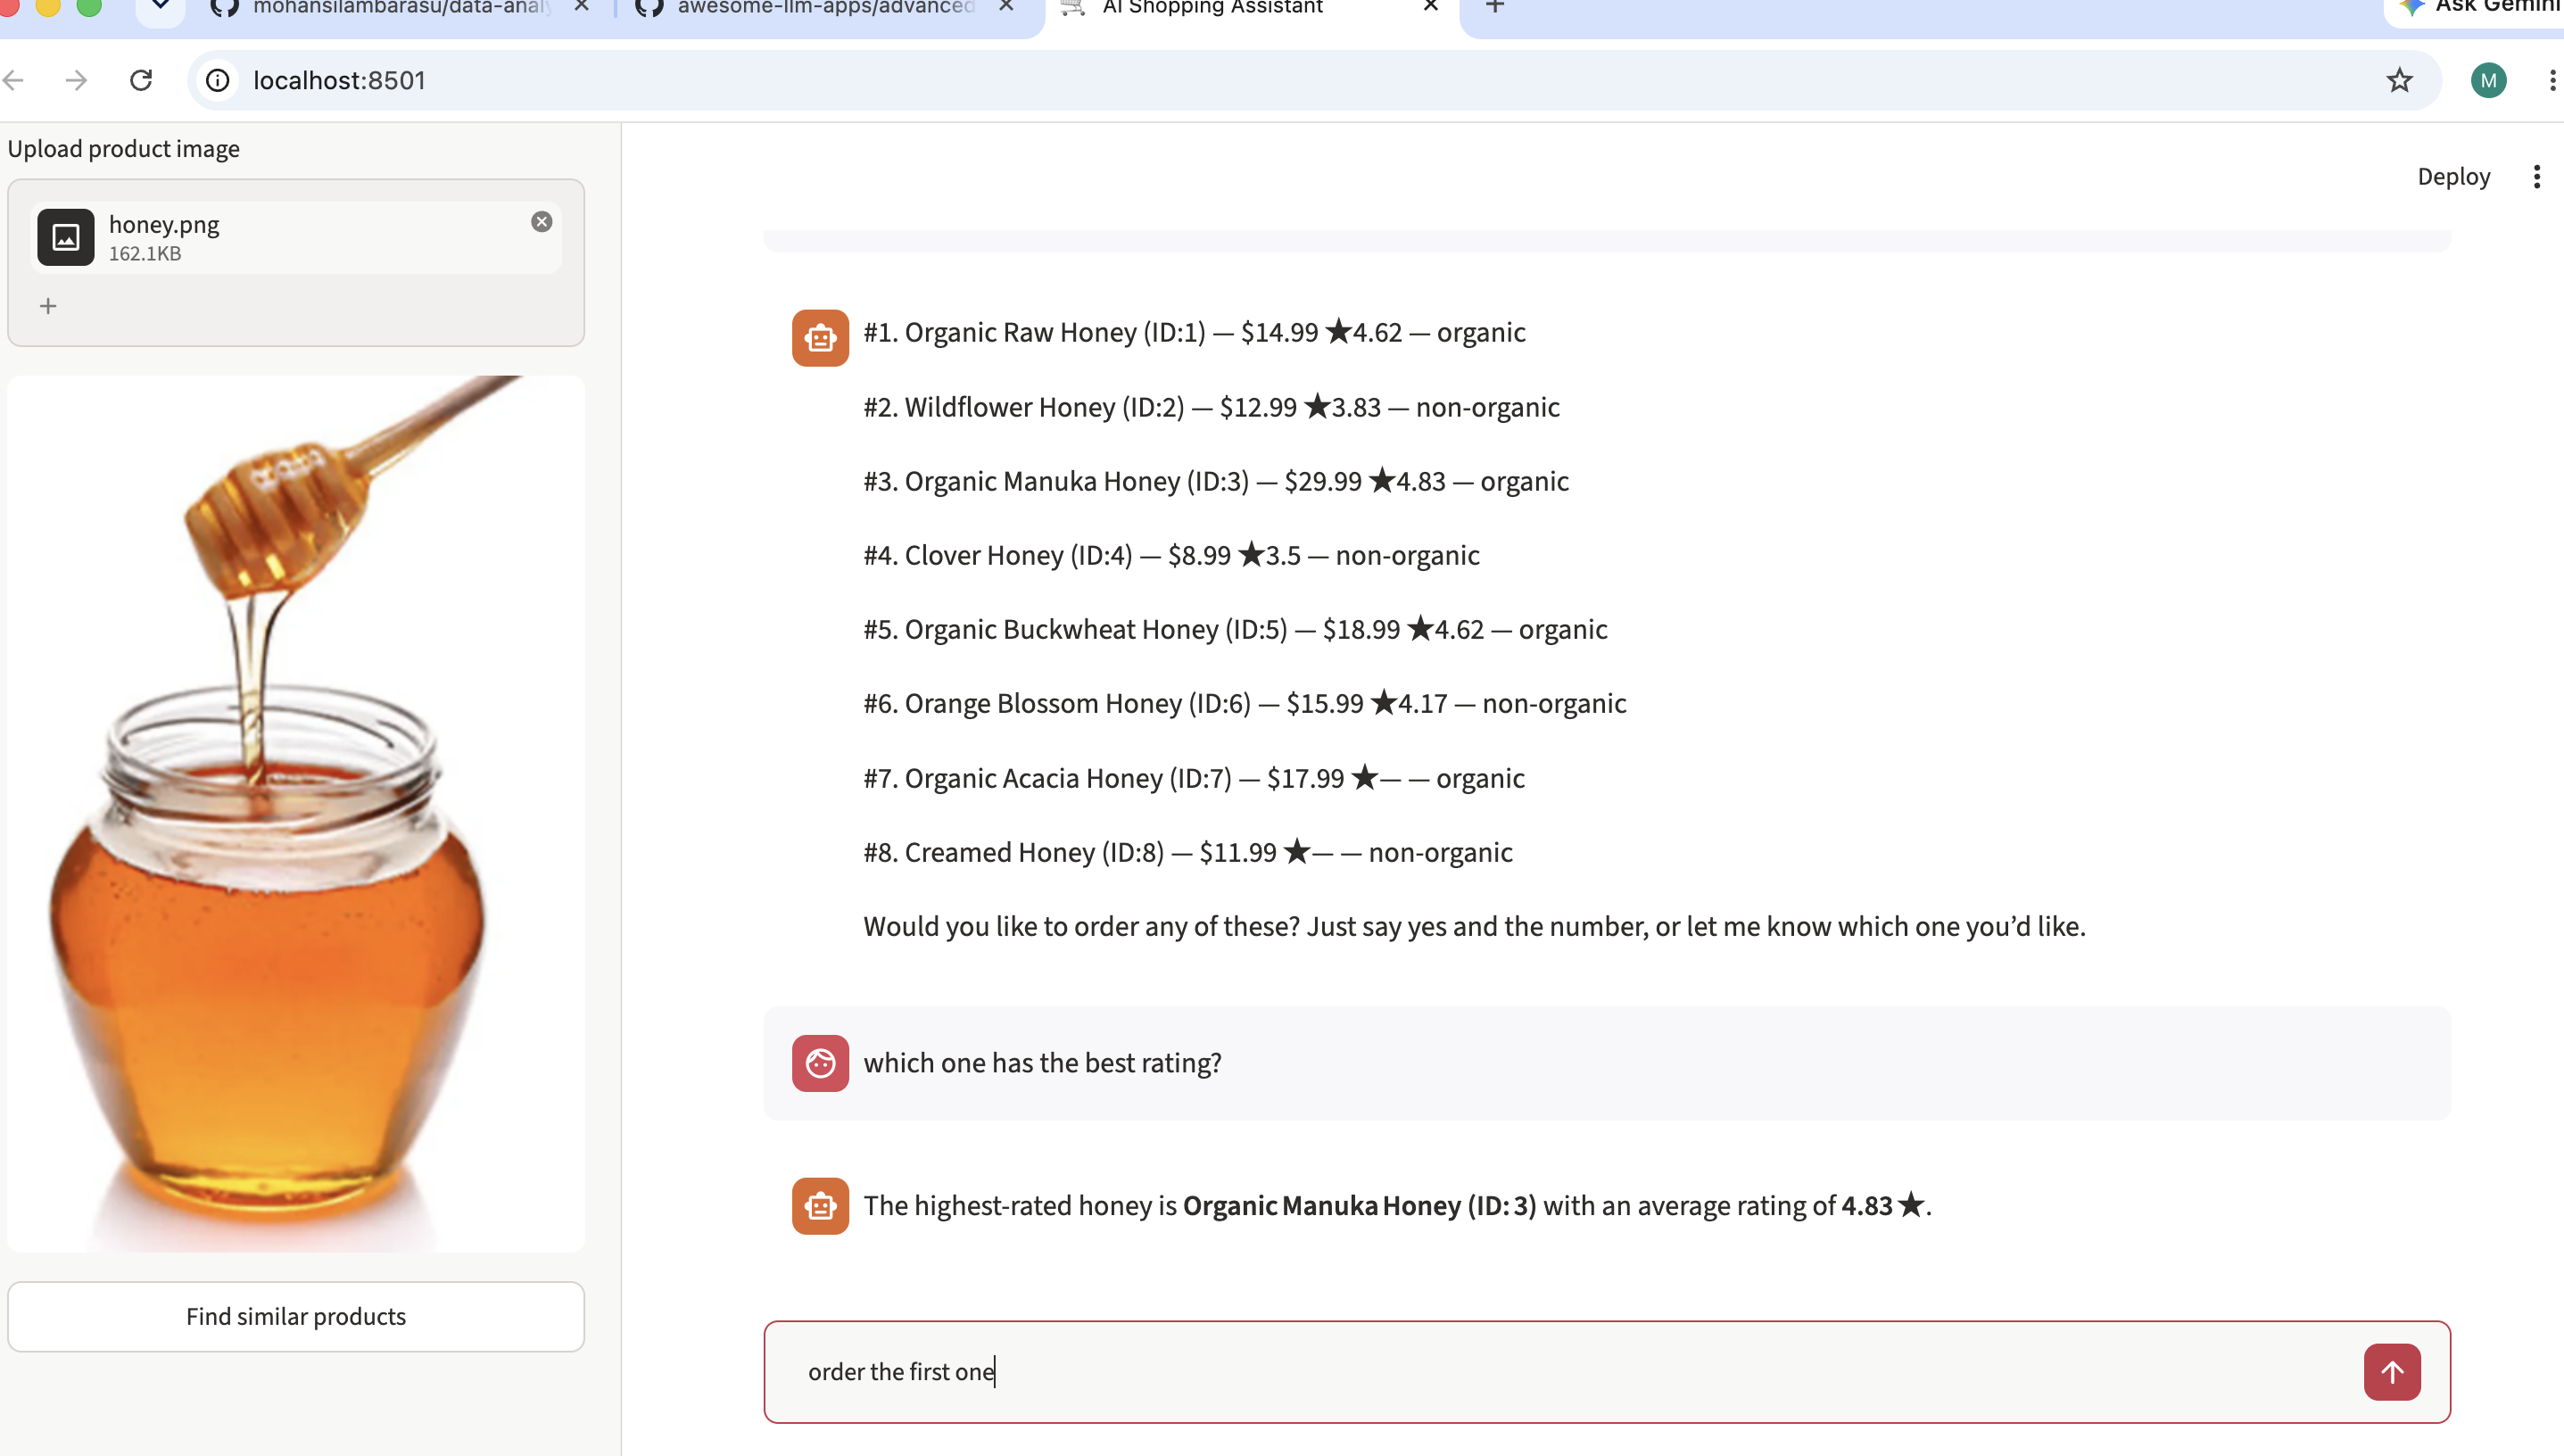 mohansilambarasu/data-analy
awesome-llm-apps/advanced
AI Shopping Assistant
Ask Gemini
localhost:8501
M
Upload product image
honey.png
162.1KB
Deploy
#1. Organic Raw Honey (ID:1) — $14.99 ★4.62 — organic
#2. Wildflower Honey (ID:2) — $12.99 ★3.83 — non-organic
#3. Organic Manuka Honey (ID:3) — $29.99 ★4.83 — organic
#4. Clover Honey (ID:4) — $8.99 ★3.5 — non-organic
#5. Organic Buckwheat Honey (ID:5) — $18.99 ★4.62 — organic
#6. Orange Blossom Honey (ID:6) — $15.99 ★4.17 — non-organic
#7. Organic Acacia Honey (ID:7) — $17.99 ★— — organic
#8. Creamed Honey (ID:8) — $11.99 ★— — non-organic
Would you like to order any of these? Just say yes and the number, or let me know which one you’d like.
which one has the best rating?
The highest-rated honey is Organic Manuka Honey (ID: 3) with an average rating of 4.83 ★.
Find similar products
order the first one